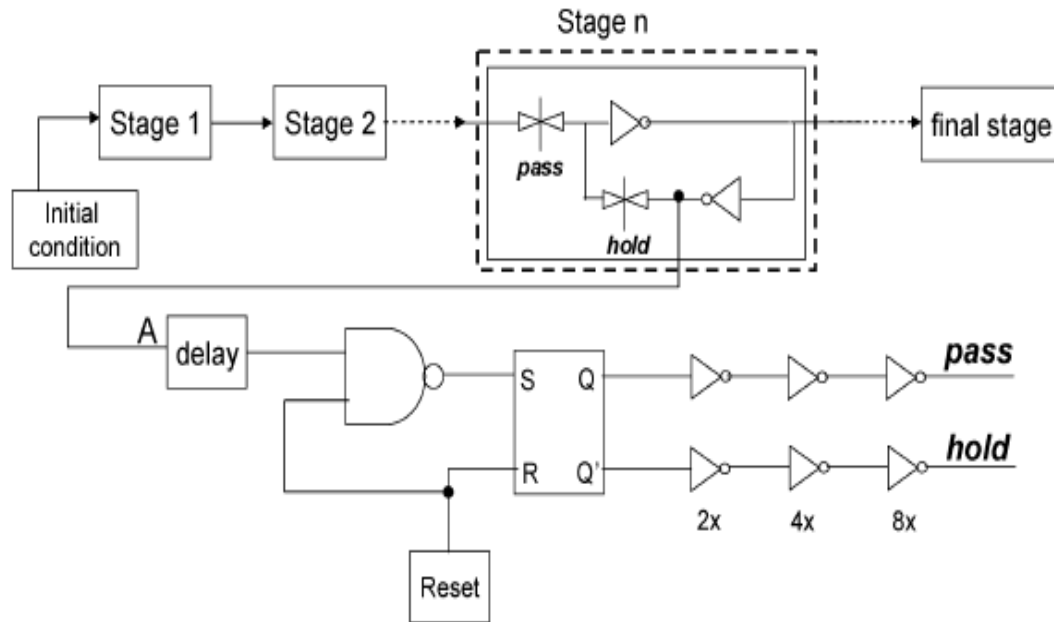 Stage n
Stage 1
Stage 2
final stage
pass
hold
Initial
condition
A
delay
pass
S
Q
hold
R
Q'
2x
4x
8x
Reset